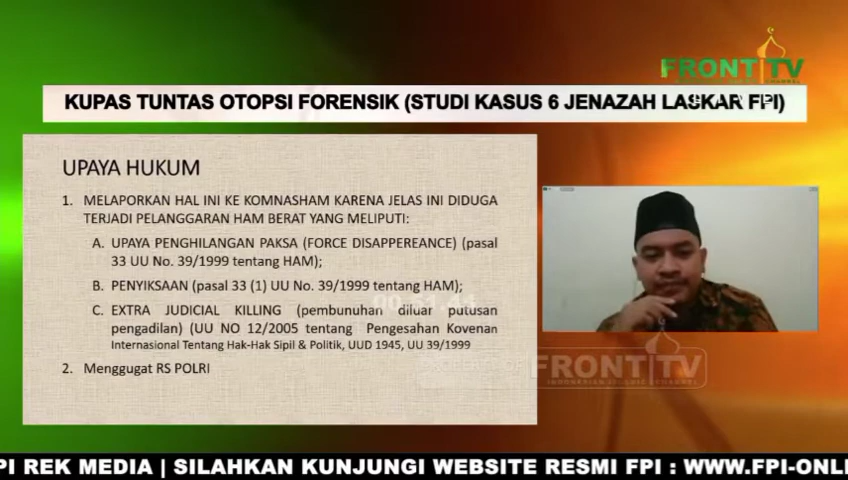 FRONT TV
KUPAS TUNTAS OTOPSI FORENSIK (STUDI KASUS 6 JENAZAH LASKAR FPI)
UPAYA HUKUM
1. MELAPORKAN HAL INI KE KOMNASHAM KARENA JELAS INI DIDUGA
TERJADI PELANGGARAN HAM BERAT YANG MELIPUTI:
A. UPAYA PENGHILANGAN PAKSA (FORCE DISAPPEREANCE) (pasal
33 UU No. 39/1999 tentang HAM);
B. PENYIKSAAN (pasal 33 (1) UU No. 39/1999 tentang HAM);
C. EXTRA JUDICIAL KILLING (pembunuhan diluar putusan
pengadilan) (UU NO 12/2005 tentang Pengesahan Kovenan
Internasional Tentang Hak-Hak Sipil & Politik, UUD 1945, UU 39/1999
2. Menggugat RS POLRI
FRONT TV
INDONESIAN ISLAMIC CHANNEL
PI REK MEDIA | SILAHKAN KUNJUNGI WEBSITE RESMI FPI : WWW.FPI-ONL